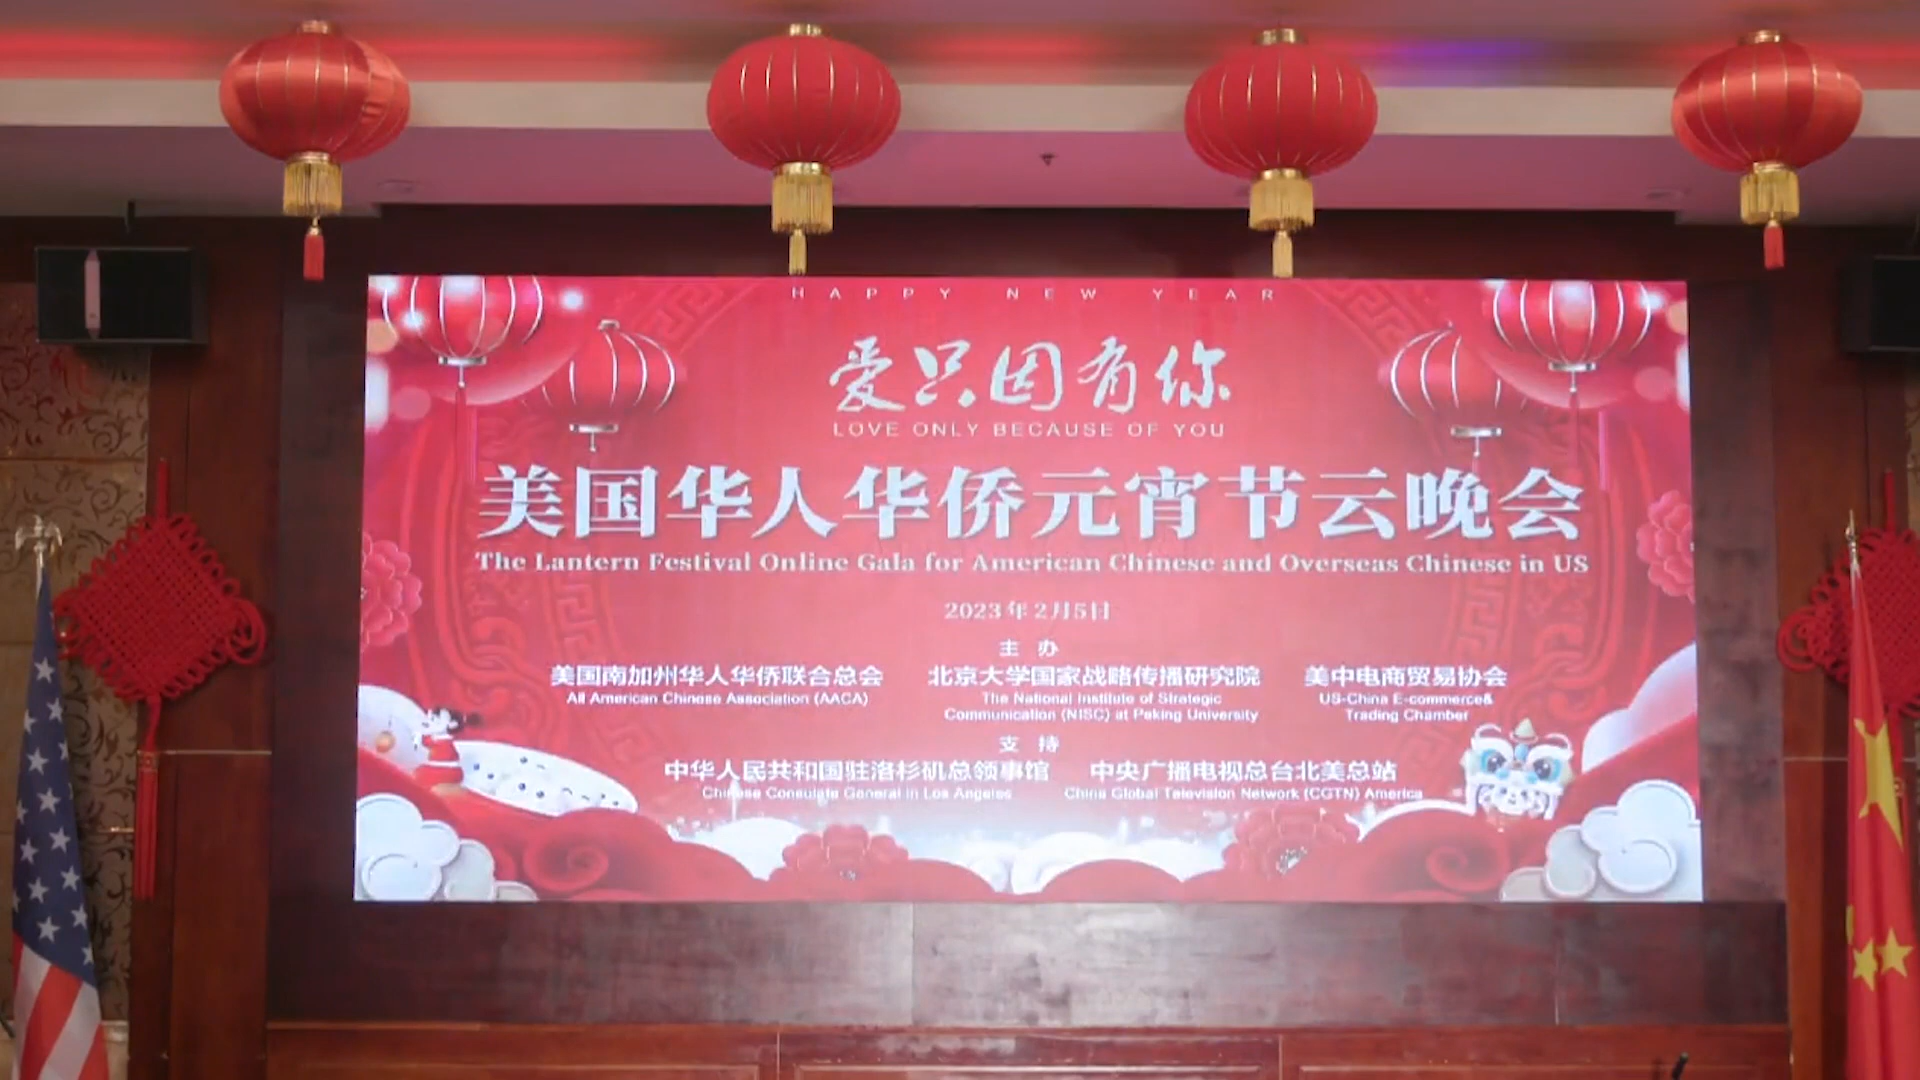 HAPPY NEW YEAR
爱只因有你
LOVE ONLY BECAUSE OF YOU
美国华人华侨元宵节云晚会
The Lantern Festival Online Gala for American Chinese and Overseas Chinese in US
2023年2月5日
主 办
美国南加州华人华侨联合总会 北京大学国家战略传播研究院 美中电商贸易协会
All American Chinese Association (AACA) The National Institute of Strategic US-China E-commerce&
Communication (NISC) at Peking University Trading Chamber
支 持
中华人民共和国驻洛杉矶总领事馆 中央广播电视总台北美总站
Chinese Consulate General in Los Angeles China Global Television Network (CGTN) America